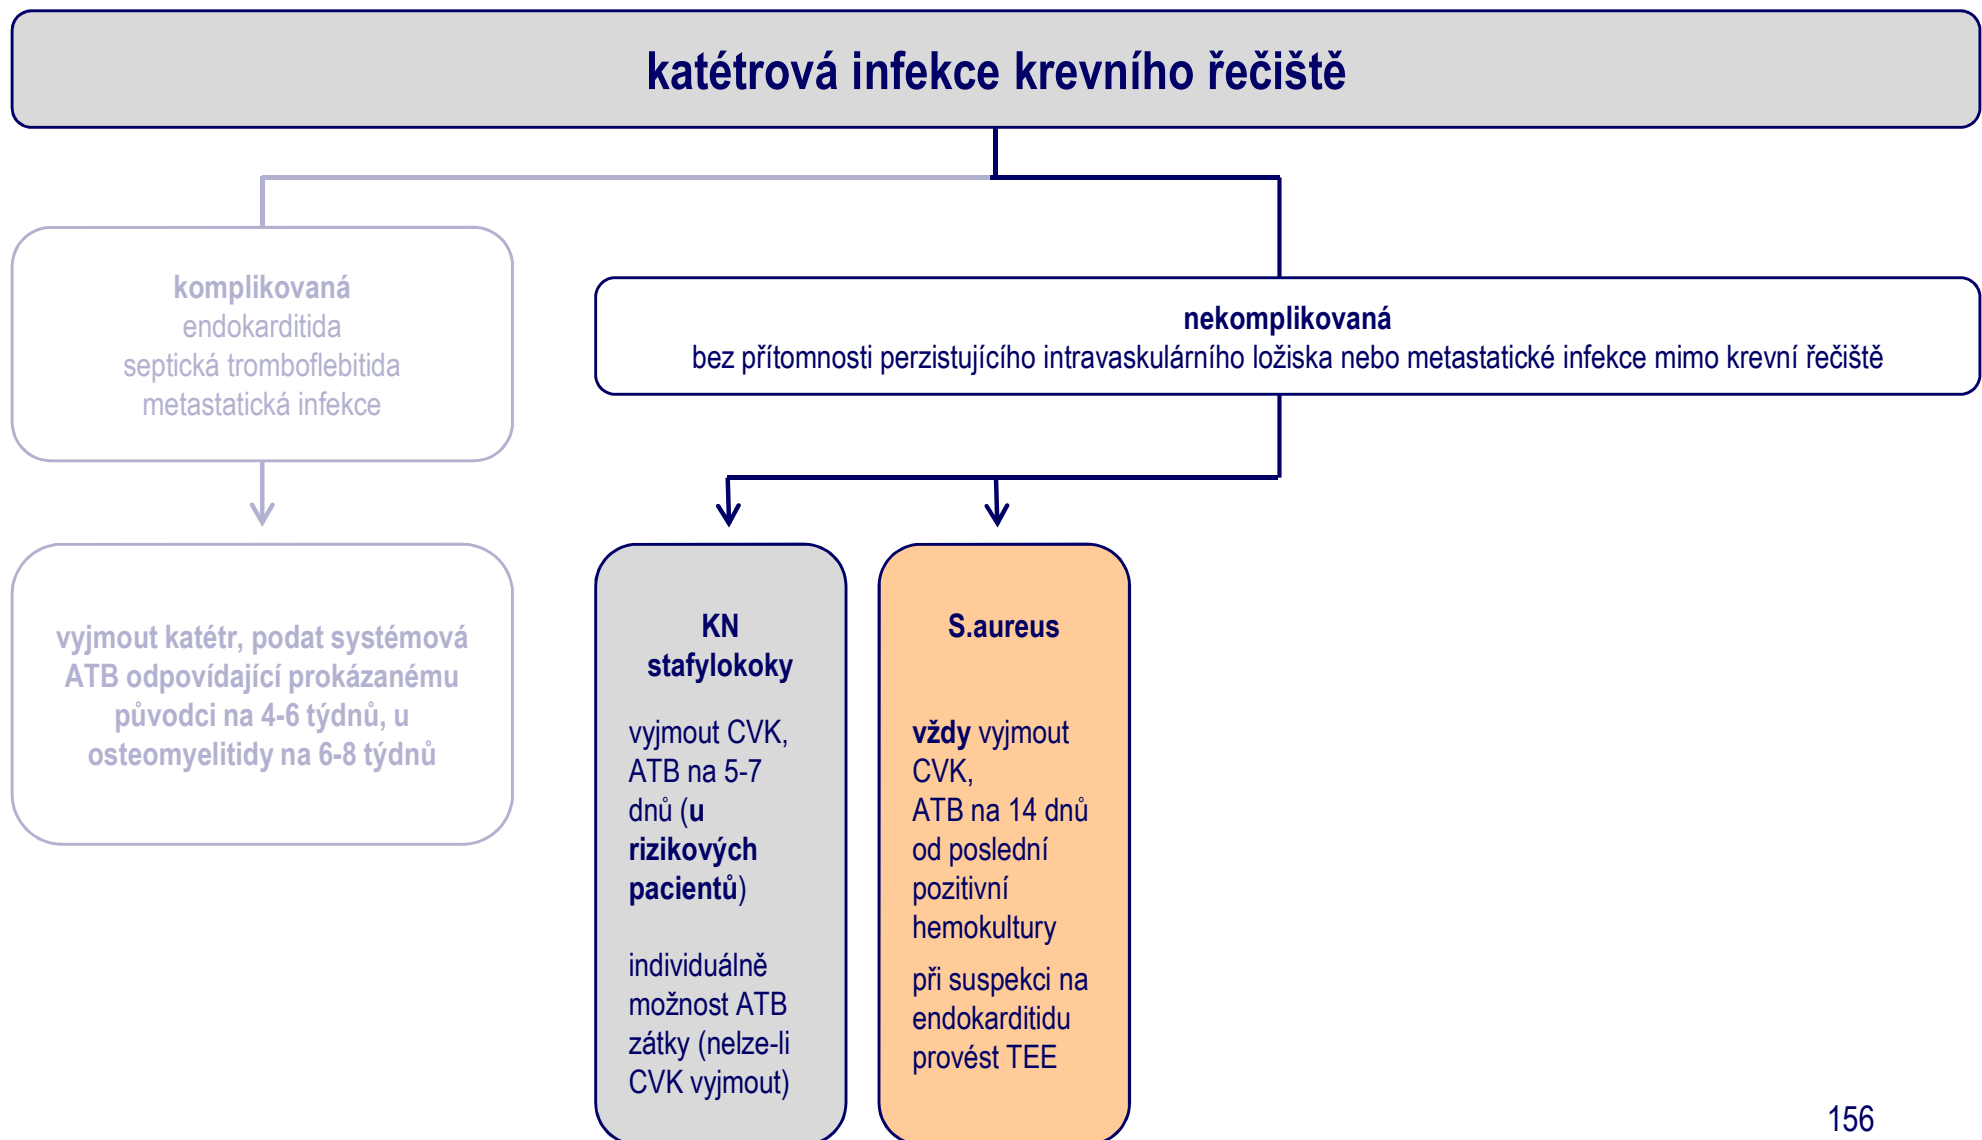 katétrová infekce krevního řečiště
komplikovaná
endokarditida
septická tromboflebitida
metastatická infekce
nekomplikovaná
bez přítomnosti perzistujícího intravaskulárního ložiska nebo metastatické infekce mimo krevní řečiště
vyjmout katétr, podat systémová
ATB odpovídající prokázanému
původci na 4-6 týdnů, u
osteomyelitidy na 6-8 týdnů
KN
stafylokoky
vyjmout CVK,
ATB na 5-7
dnů (u
rizikových
pacientů)
individuálně
možnost ATB
zátky (nelze-li
CVK vyjmout)
S.aureus
vždy vyjmout
CVK,
ATB na 14 dnů
od poslední
pozitivní
hemokultury
při suspekci na
endokarditidu
provést TEE
156